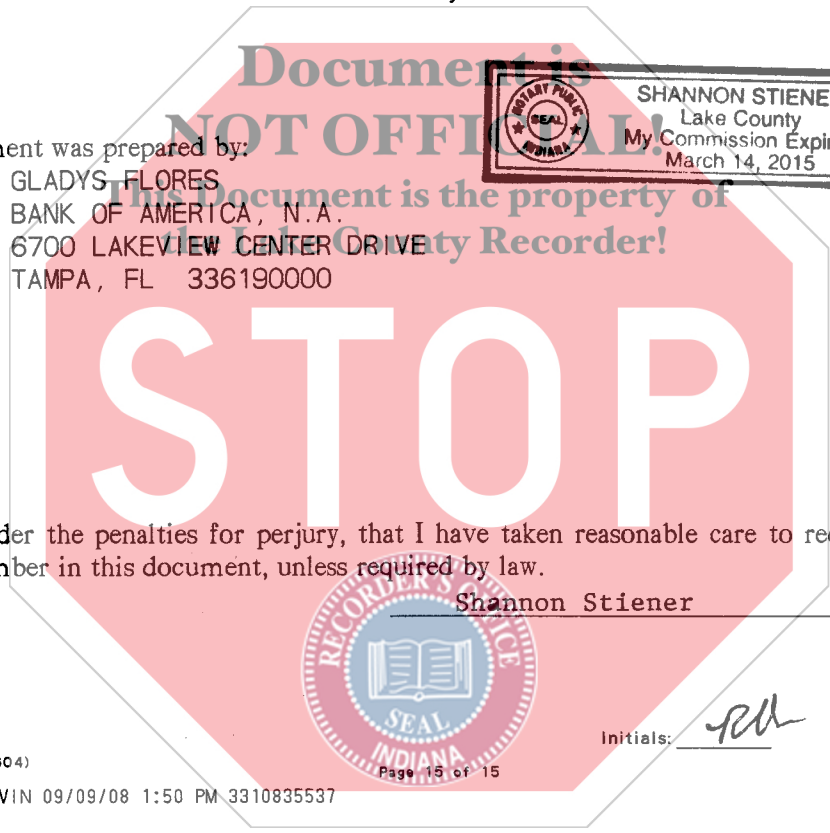 Document is
NOT OFFICIAL!
This Document is the property of
the Lake County Recorder!
NOTARY PUBLIC
SEAL
INDIANA
SHANNON STIENE
Lake County
My Commission Expir
March 14, 2015
ent was prepared by:
GLADYS FLORES
BANK OF AMERICA, N.A.
6700 LAKEVIEW CENTER DRIVE
TAMPA, FL 336190000
STOP
der the penalties for perjury, that I have taken reasonable care to re
ber in this document, unless required by law.
Shannon Stiener
RECORDER'S OFFICE
SEAL
INDIANA
Initials:
04)
Page 15 of 15
VIN 09/09/08 1:50 PM 3310835537